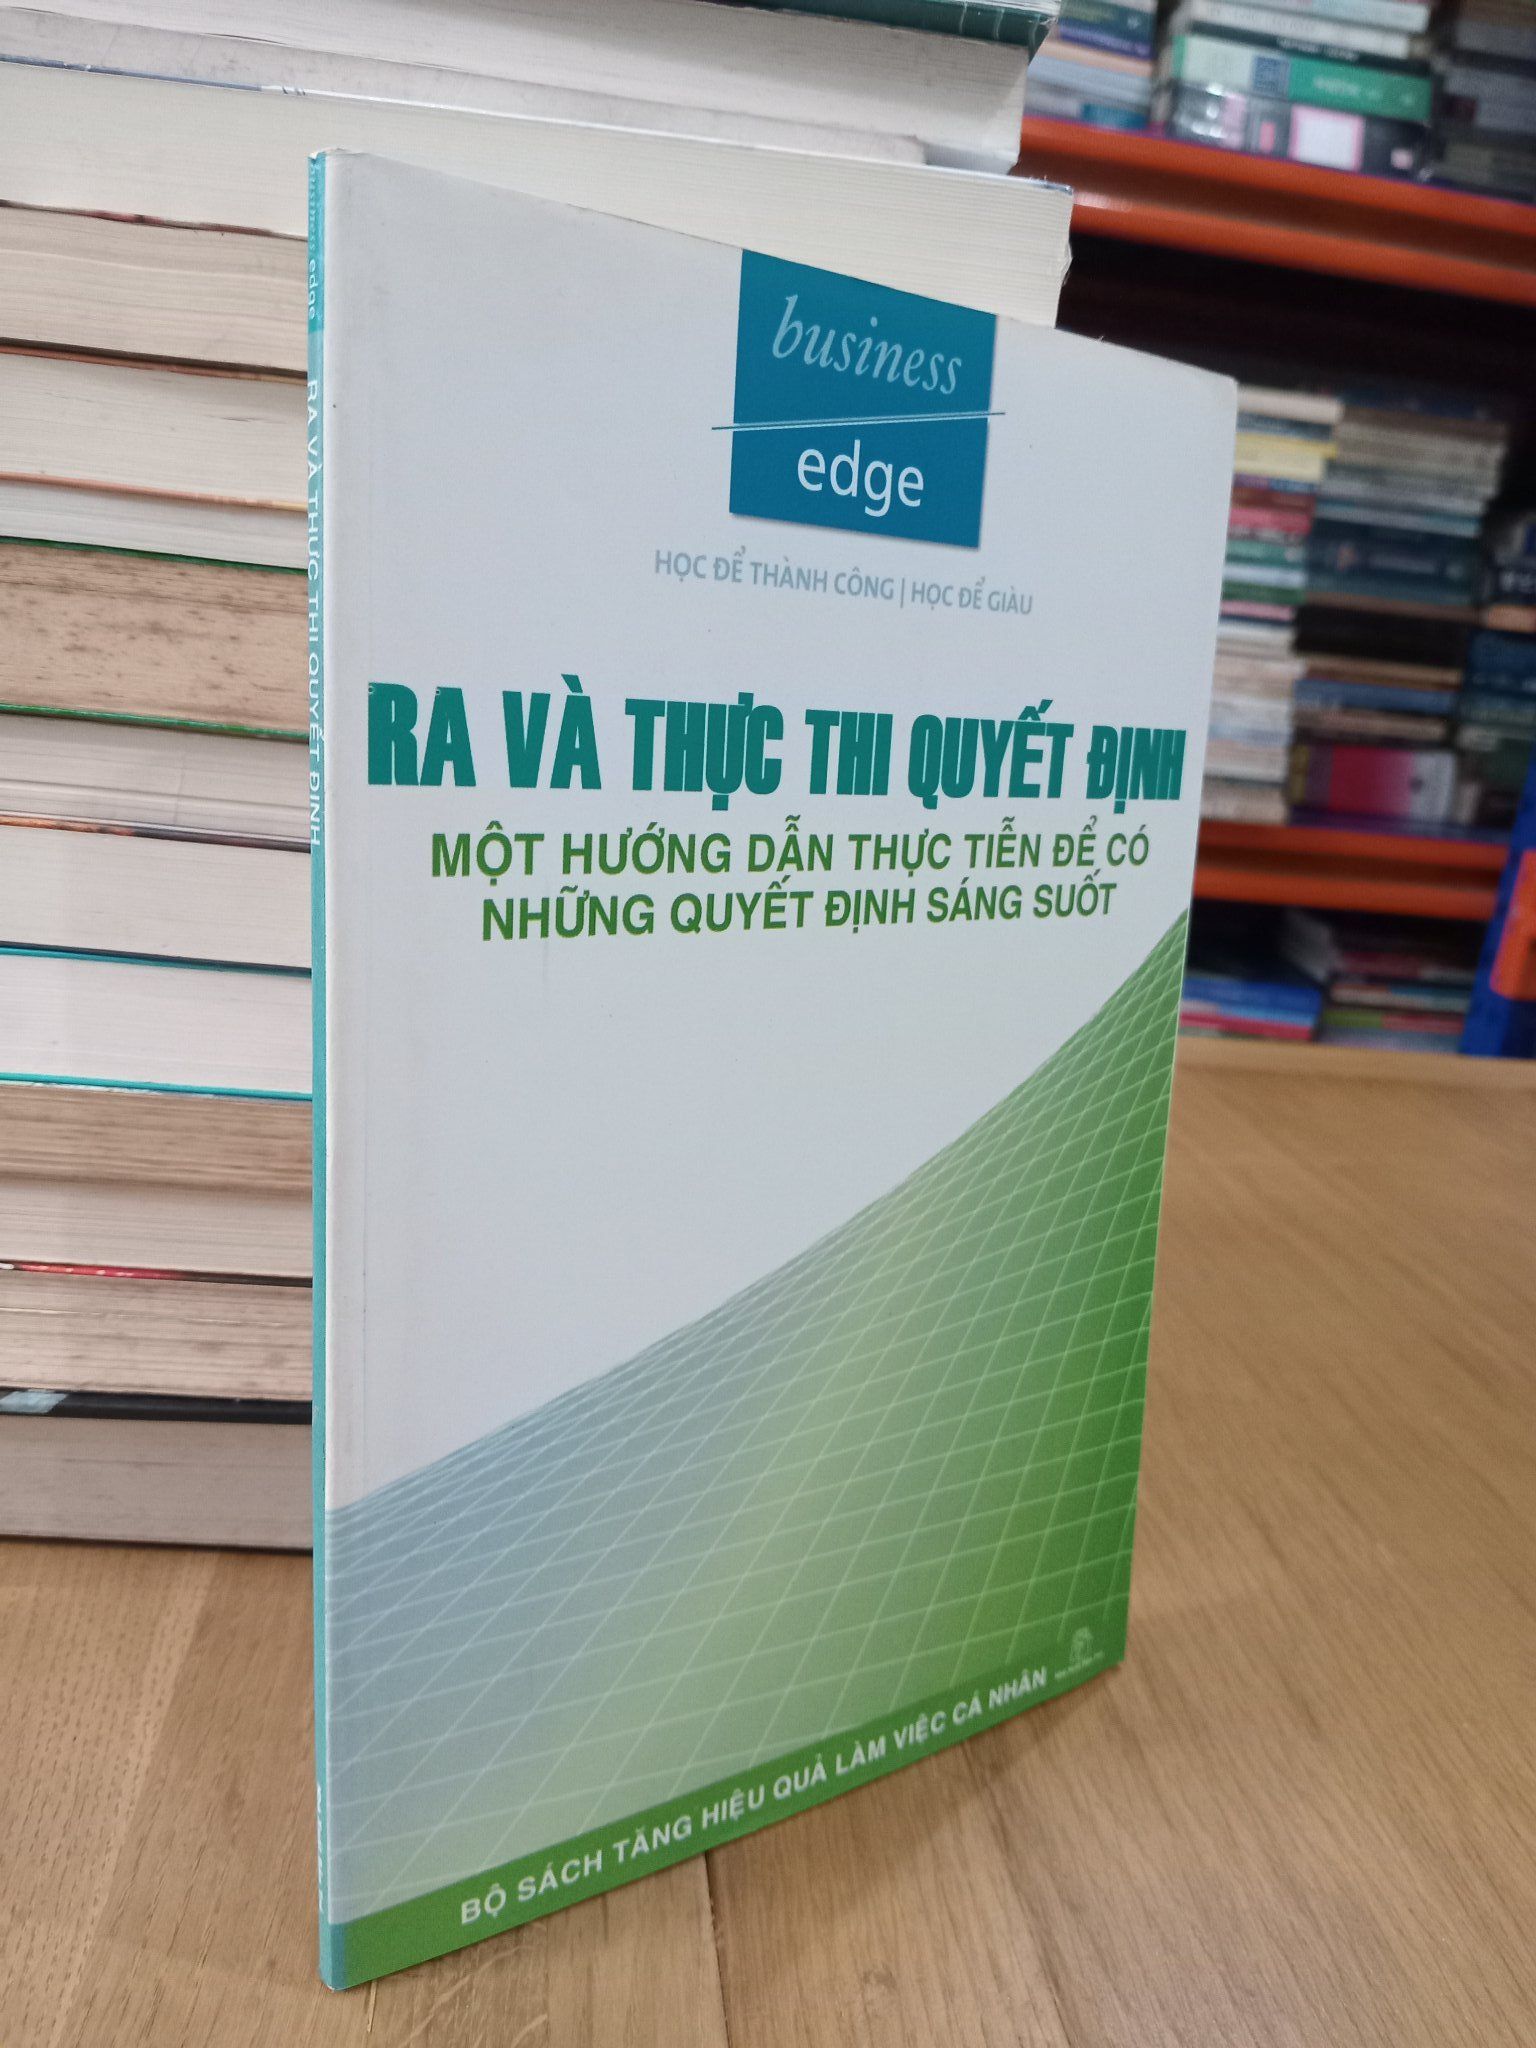 business
edge
HỌC ĐỂ THÀNH CÔNG | HỌC ĐỂ GIÀU
RA VÀ THỰC THI QUYẾT ĐỊNH
MỘT HƯỚNG DẪN THỰC TIỄN ĐỂ CÓ
NHỮNG QUYẾT ĐỊNH SÁNG SUỐT
BỘ SÁCH TĂNG HIỆU QUẢ LÀM VIỆC CÁ NHÂN
business edge RA VÀ THỰC THI QUYẾT ĐỊNH